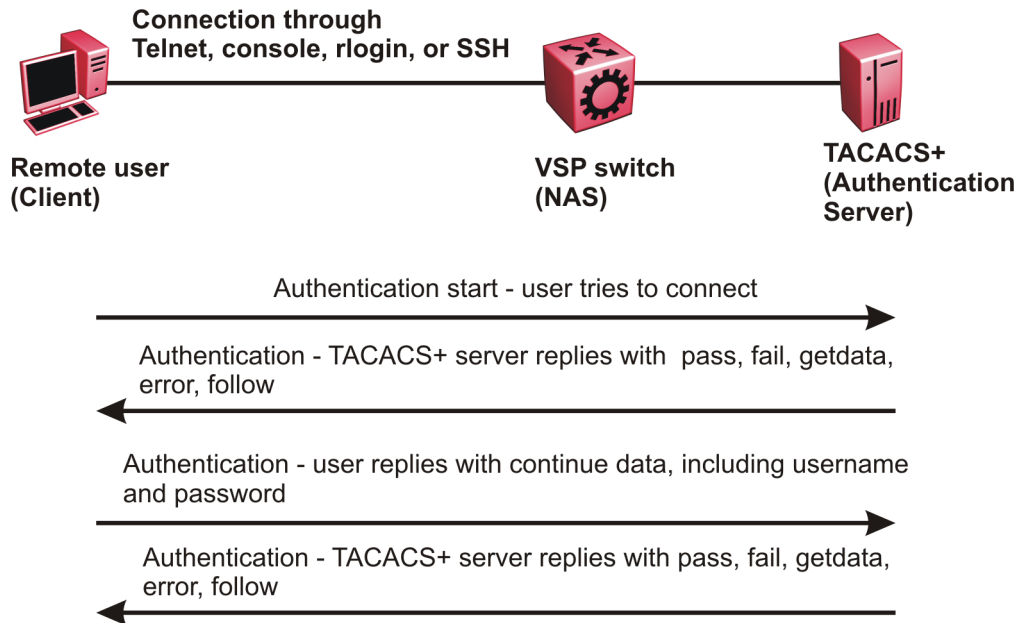 Connection through
Telnet, console, rlogin, or SSH
Remote user
(Client)
VSP switch
(NAS)
TACACS+
(Authentication
Server)
Authentication start - user tries to connect
Authentication - TACACS+ server replies with  pass, fail, getdata,
error, follow
Authentication - user replies with continue data, including username
and password
Authentication - TACACS+ server replies with pass, fail, getdata,
error, follow